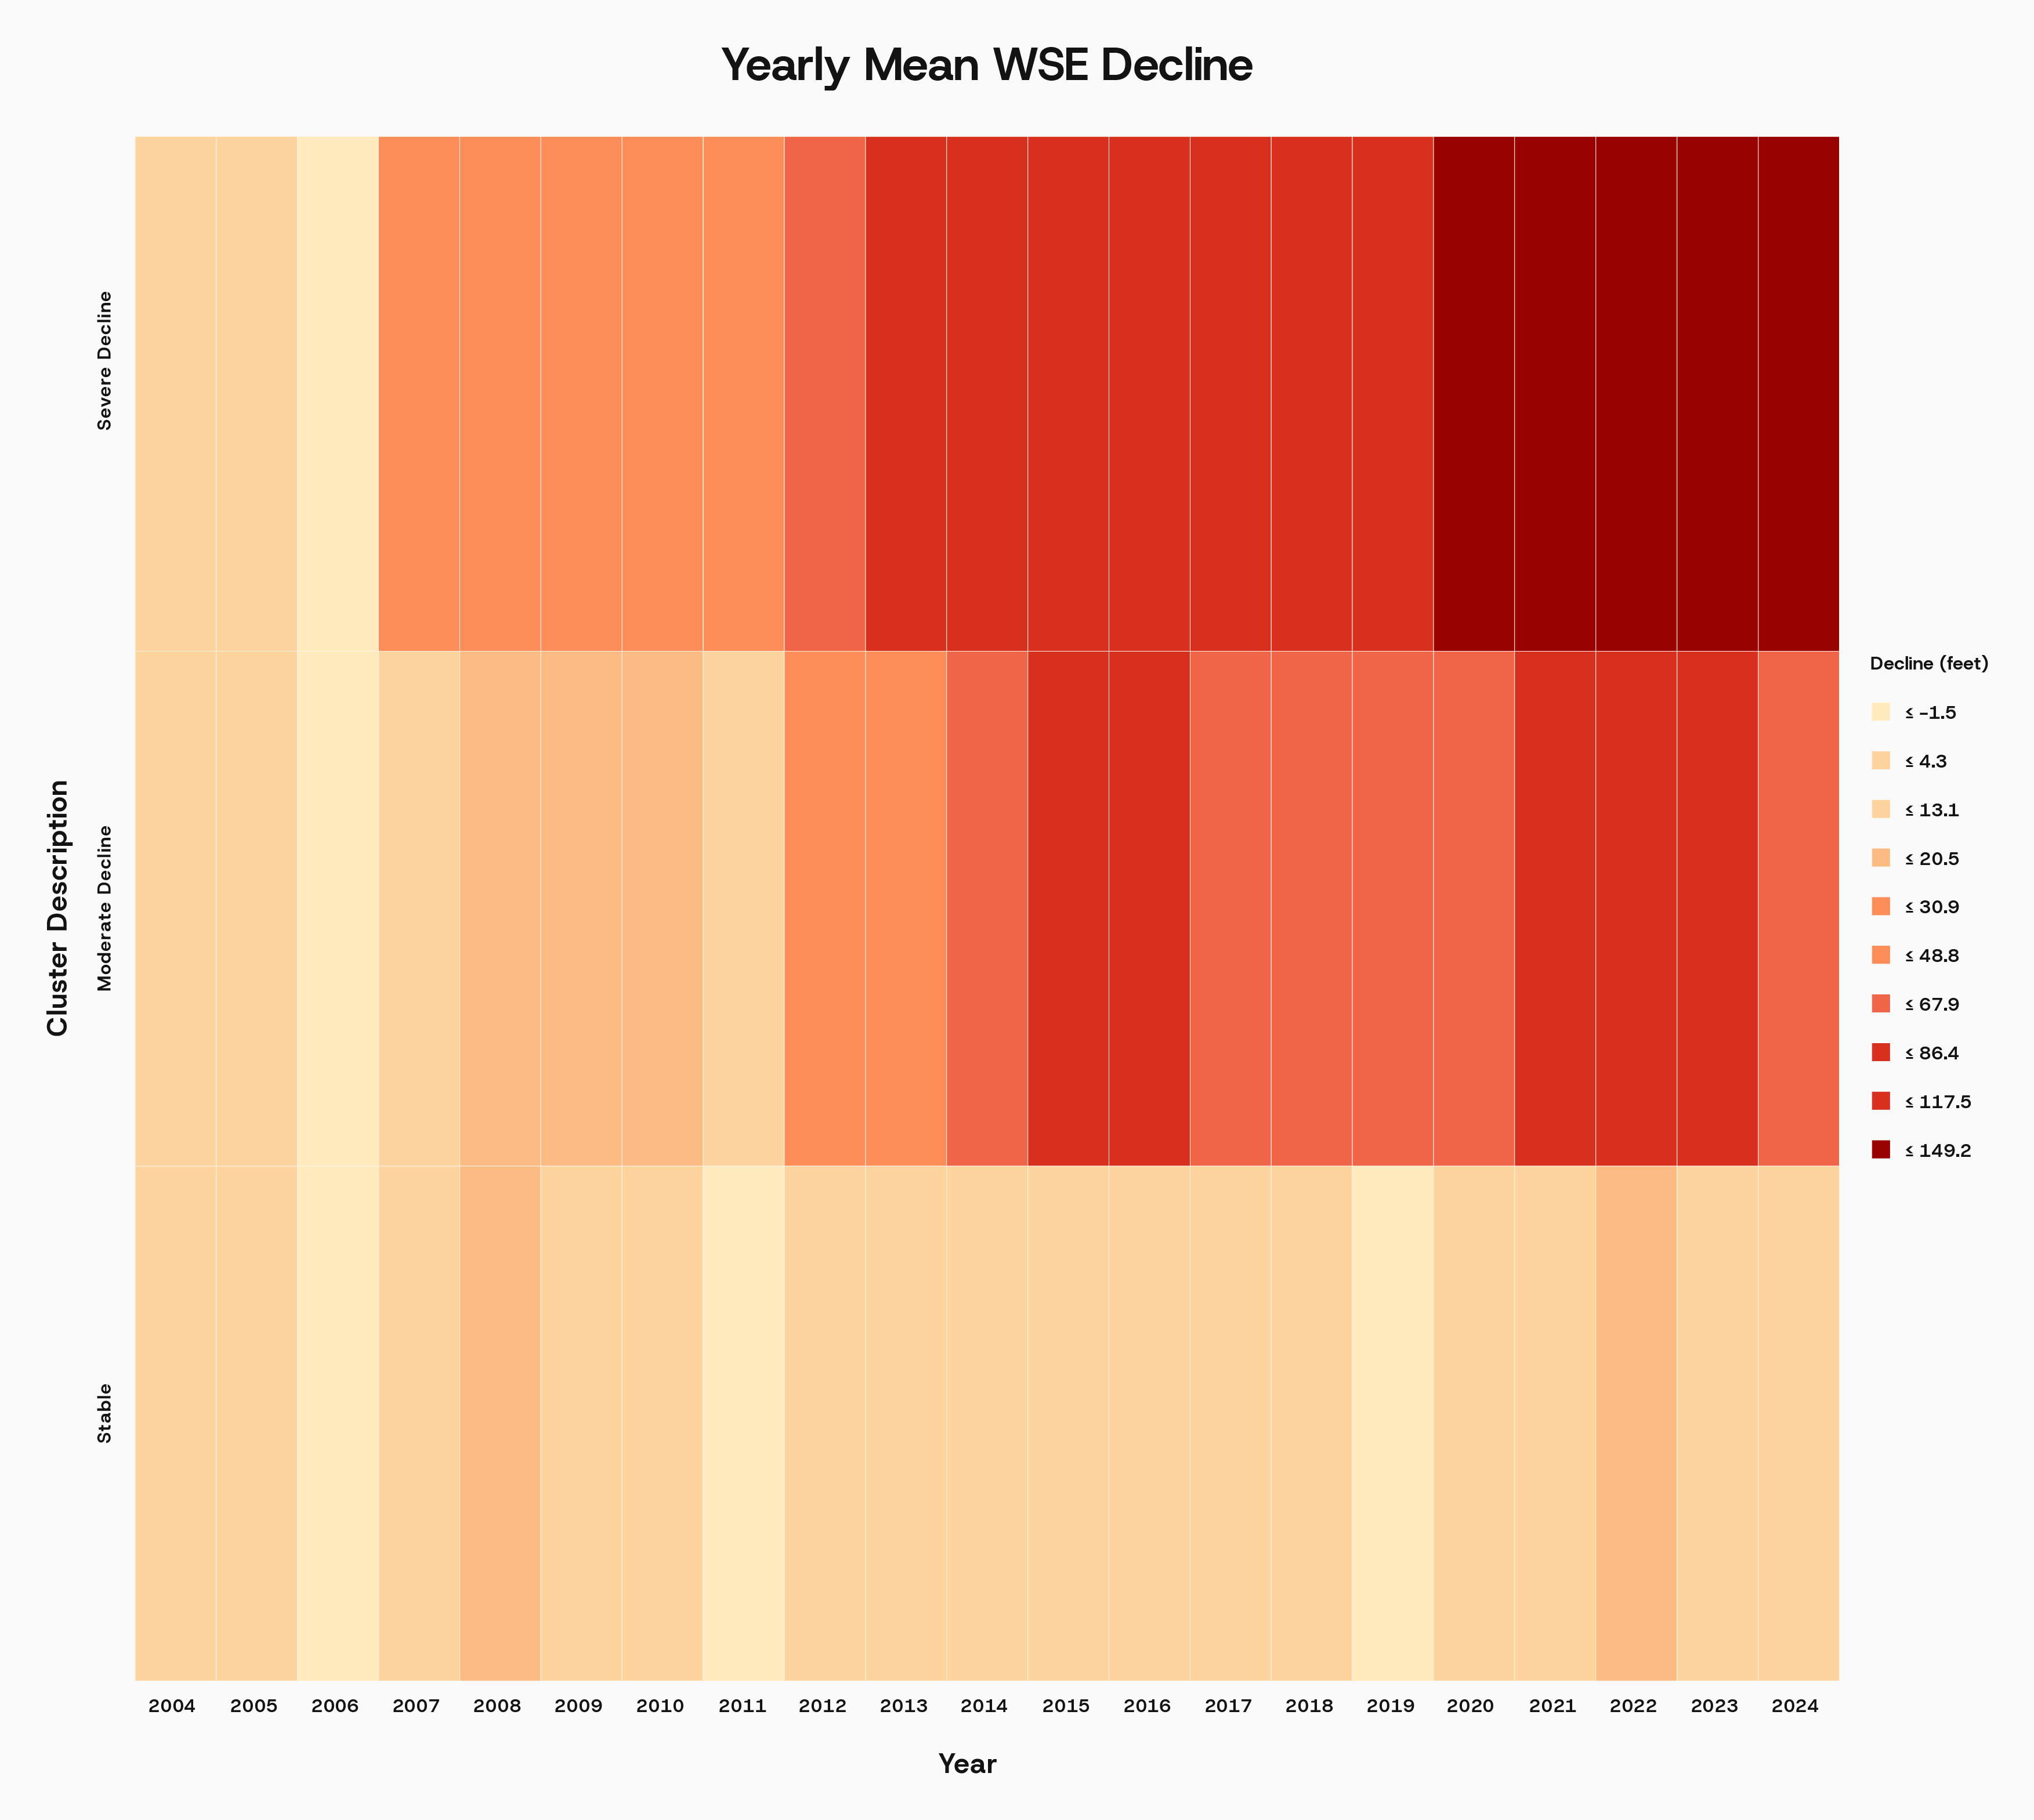 Yearly Mean WSE Decline
Cluster Description
Severe Decline
Moderate Decline
Stable
Decline (feet)
≤ -1.5
≤ 4.3
≤ 13.1
≤ 20.5
≤ 30.9
≤ 48.8
≤ 67.9
≤ 86.4
≤ 117.5
≤ 149.2
2004 2005 2006 2007 2008 2009 2010 2011 2012 2013 2014 2015 2016 2017 2018 2019 2020 2021 2022 2023 2024
Year